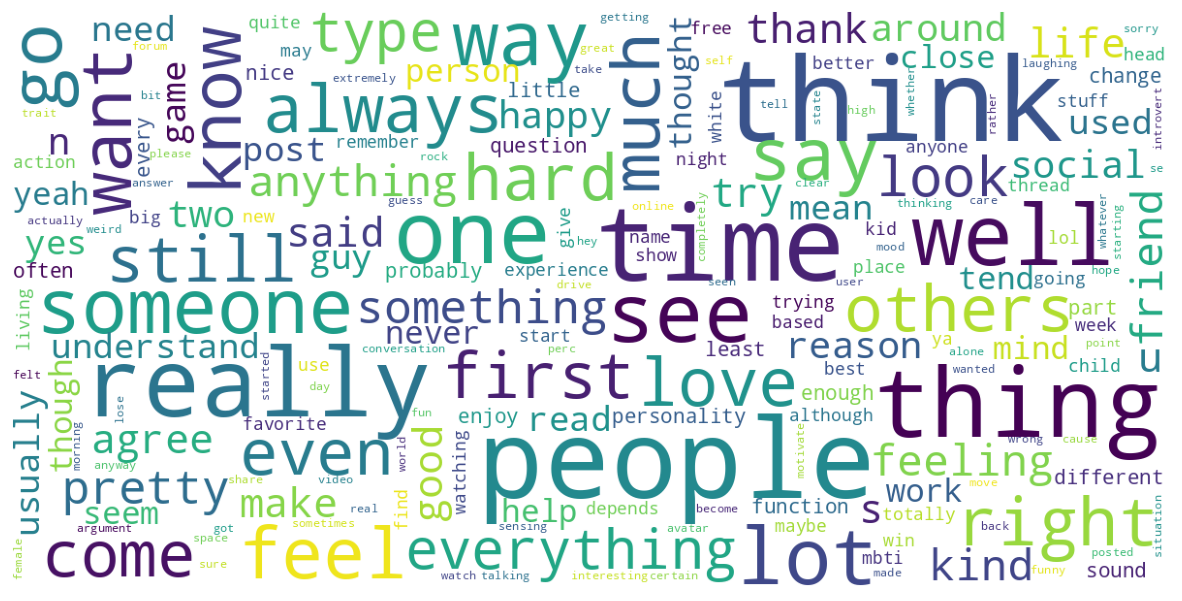 go need quite type way getting much thought free thank around life sorry
forum may great self head
want know nice extremely person take think better close laughing change
trait bit game always little happy white tell state high whether rather stuff introvert
n every please remember question say anyone used
action post rock night look social se
yeah answer anything hard try clear thinking care thread
actually big two new guess online completely mean kid whatever starting
weird said one give hey time name mood well lol friend
yes still guy show place
often probably experience seen user tend going hope
living someone something drive see trying others part
never start based ya week
understand conversation perc least reason alone mind point
felt really started use first love best wanted child
day enough thing
though lose favorite fun enjoy read personality although
usually morning agree even good watching people motivate wrong cause
anyway world feeling move different
pretty share video find
seem make real help depends become function work s
argument sometimes sensing avatar maybe totally right back situation
female space got come feel everything lot win posted
sure watch talking interesting certain mbti made kind funny sound